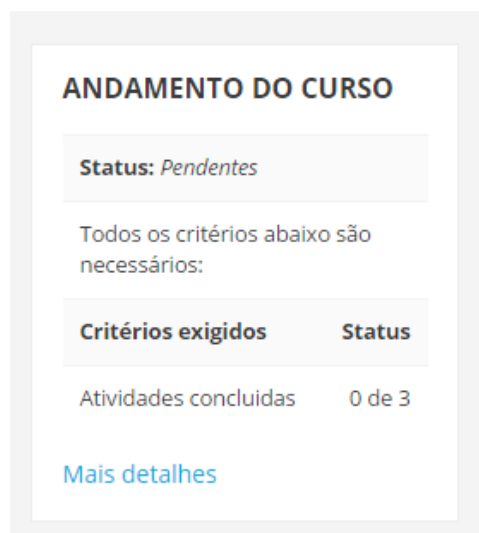 ANDAMENTO DO CURSO
Status: Pendentes
Todos os critérios abaixo são
necessários:
Critérios exigidos Status
Atividades concluidas 0 de 3
Mais detalhes